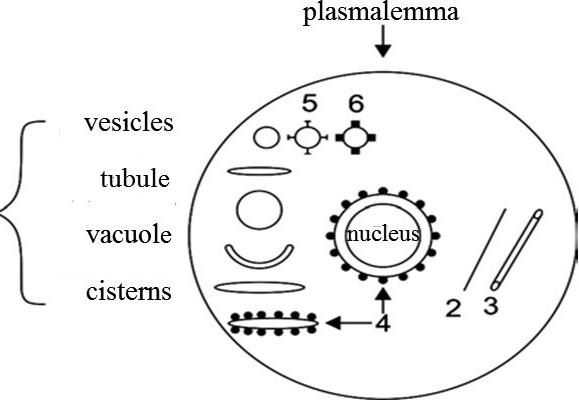 plasmalemma
5 6
vesicles
tubule
vacuole
nucleus
cisterns
2 3
4